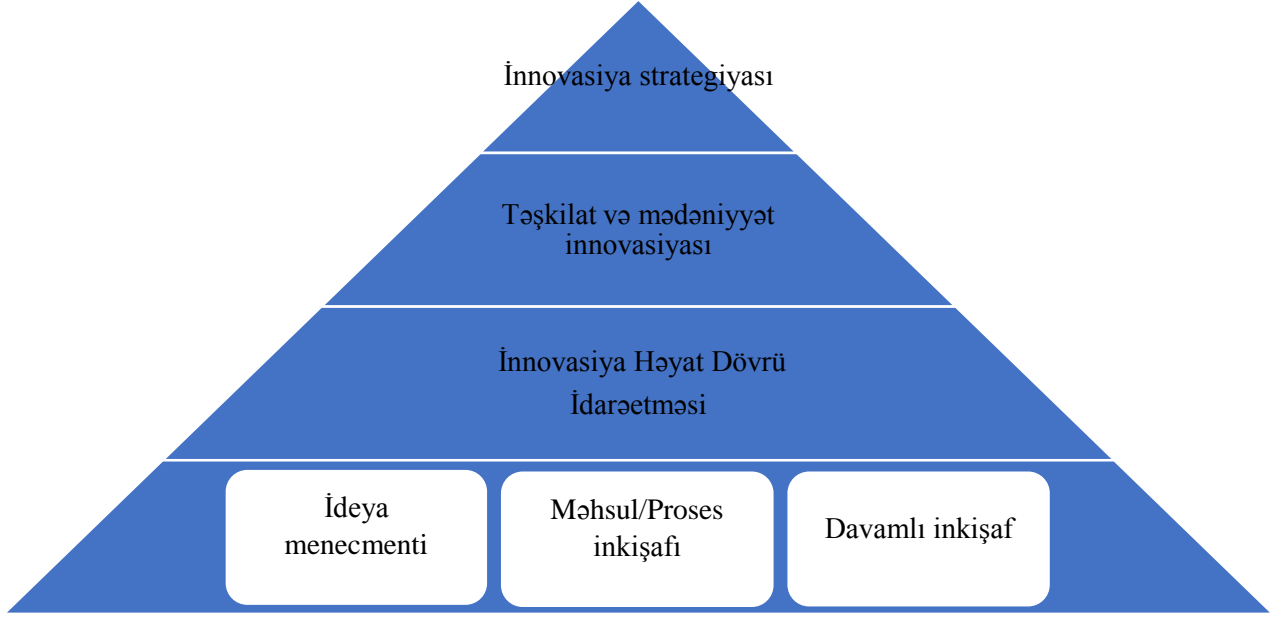 İnnovasiya strategiyası
Təşkilat və mədəniyyət
innovasiyası
İnnovasiya Həyat Dövrü
İdarəetməsi
İdeya
menecmenti
Məhsul/Proses
inkişafı
Davamlı inkişaf